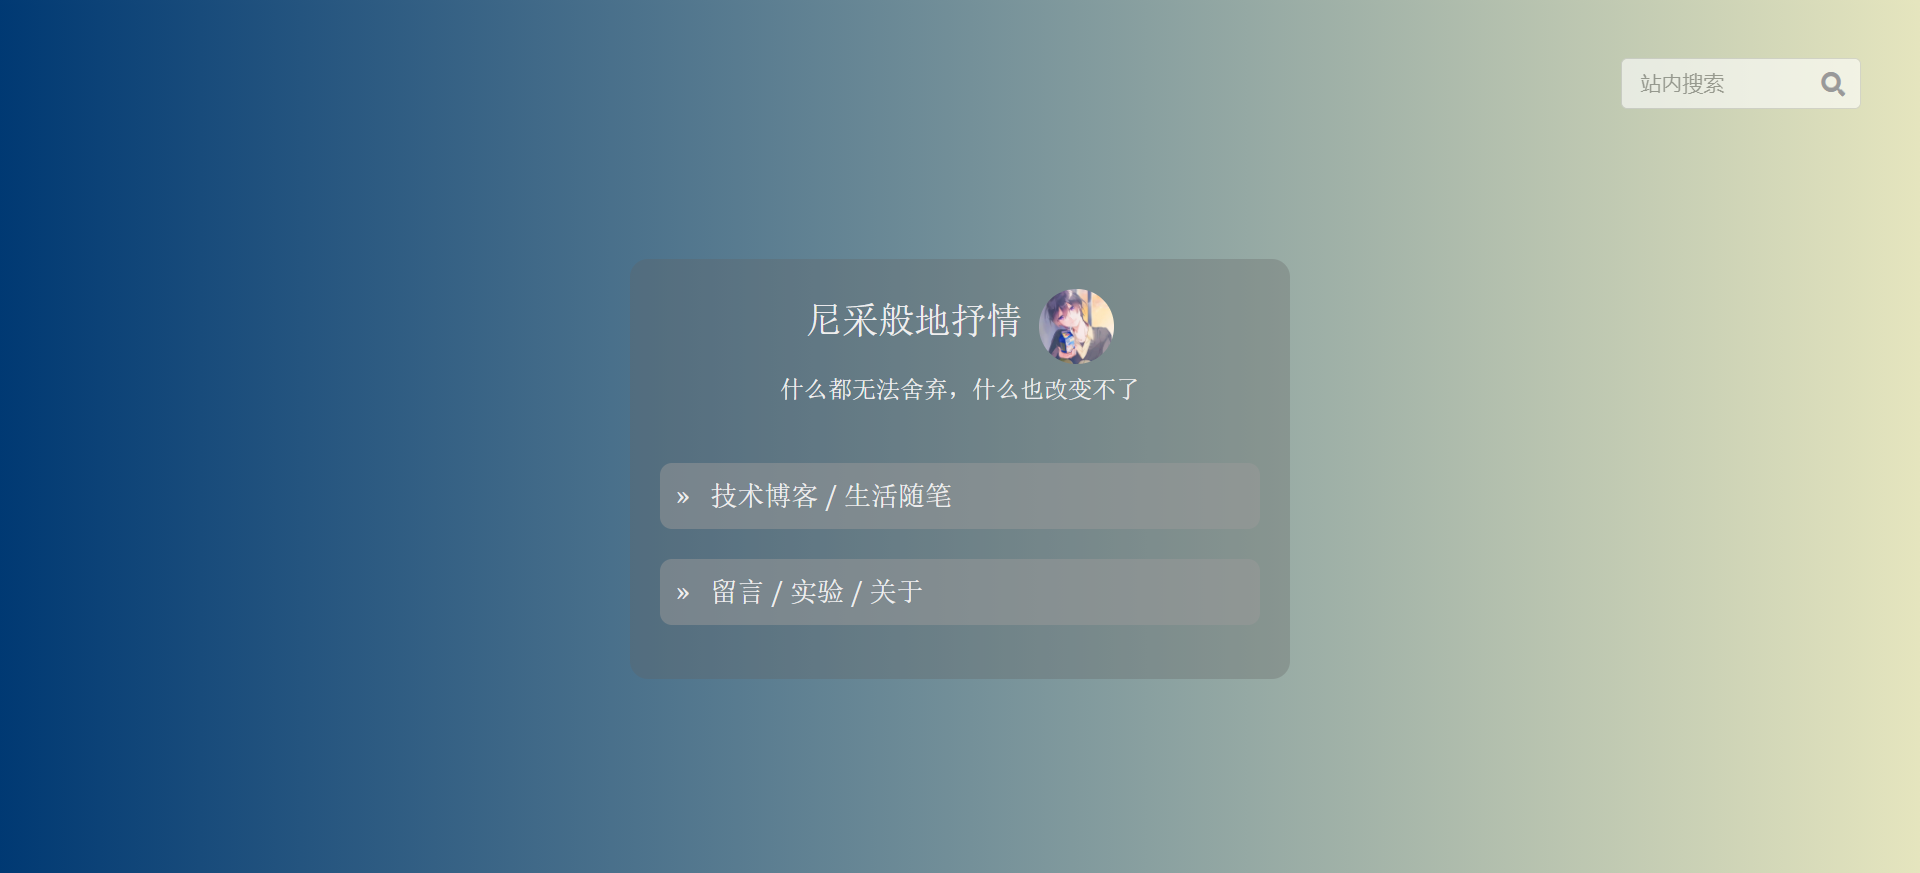 站内搜索
尼采般地抒情
什么都无法舍弃，什么也改变不了
» 技术博客 / 生活随笔
» 留言 / 实验 / 关于